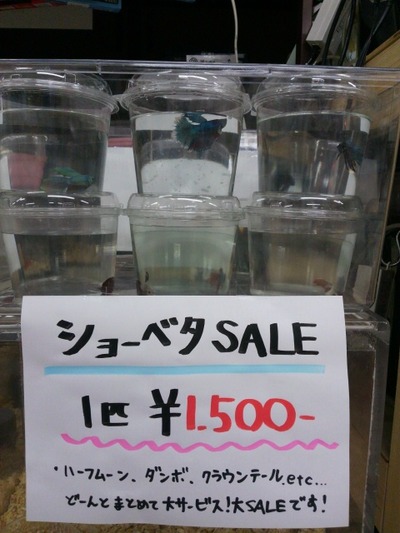 ショーベタSALE
1匹 ¥1.500-
・ハーフムーン、ダンボ、クラウンテール.etc...
どーんとまとめて大サービス!大SALEです!